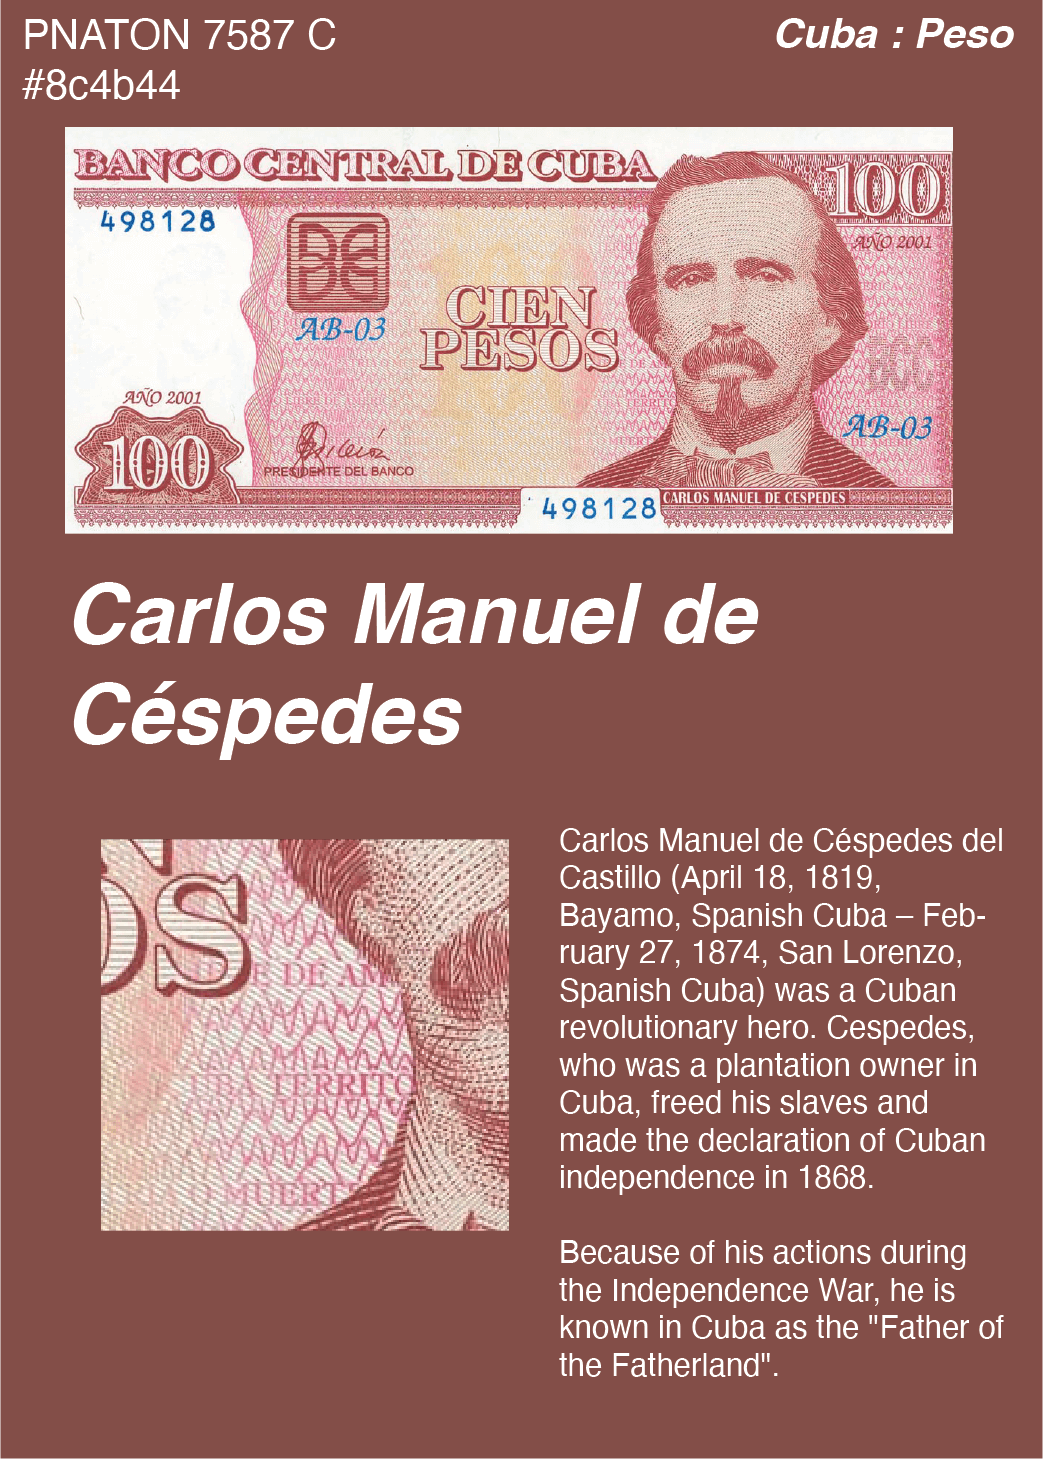 PNATON 7587 C
#8c4b44
Cuba : Peso
BANCO CENTRAL DE CUBA
100
498128
AÑO 2001
AB-03
CIEN
PESOS
AÑO 2001
100
PRESIDENTE DEL BANCO
AB-03
498128
CARLOS MANUEL DE CESPEDES
Carlos Manuel de
Céspedes
OS
DE AM
UBA TERRITO
O MUERT
Carlos Manuel de Céspedes del
Castillo (April 18, 1819,
Bayamo, Spanish Cuba – Feb-
ruary 27, 1874, San Lorenzo,
Spanish Cuba) was a Cuban
revolutionary hero. Cespedes,
who was a plantation owner in
Cuba, freed his slaves and
made the declaration of Cuban
independence in 1868.
Because of his actions during
the Independence War, he is
known in Cuba as the "Father of
the Fatherland".